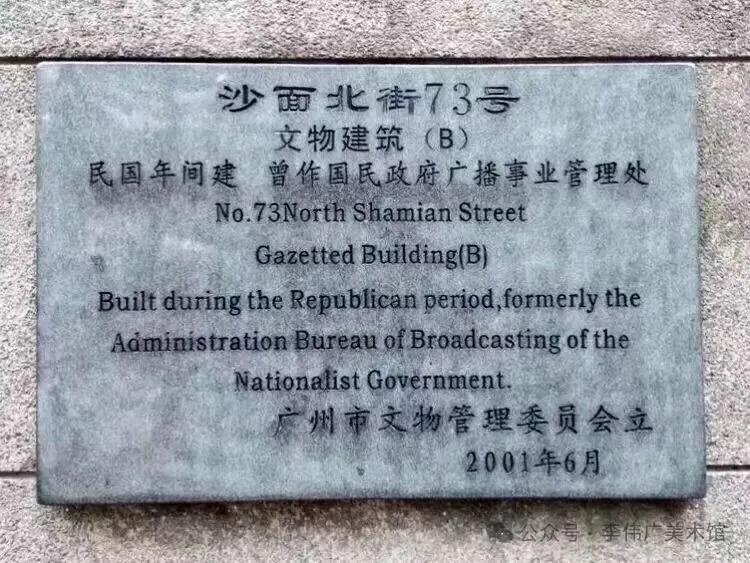 沙面北街73号
文物建筑（B）
民国年间建 曾作国民政府广播事业管理处
No.73North Shamian Street
Gazetted Building(B)
Built during the Republican period,formerly the
Administration Bureau of Broadcasting of the
Nationalist Government.
广州市文物管理委员会立
2001年6月
公众号·李伟广美术馆